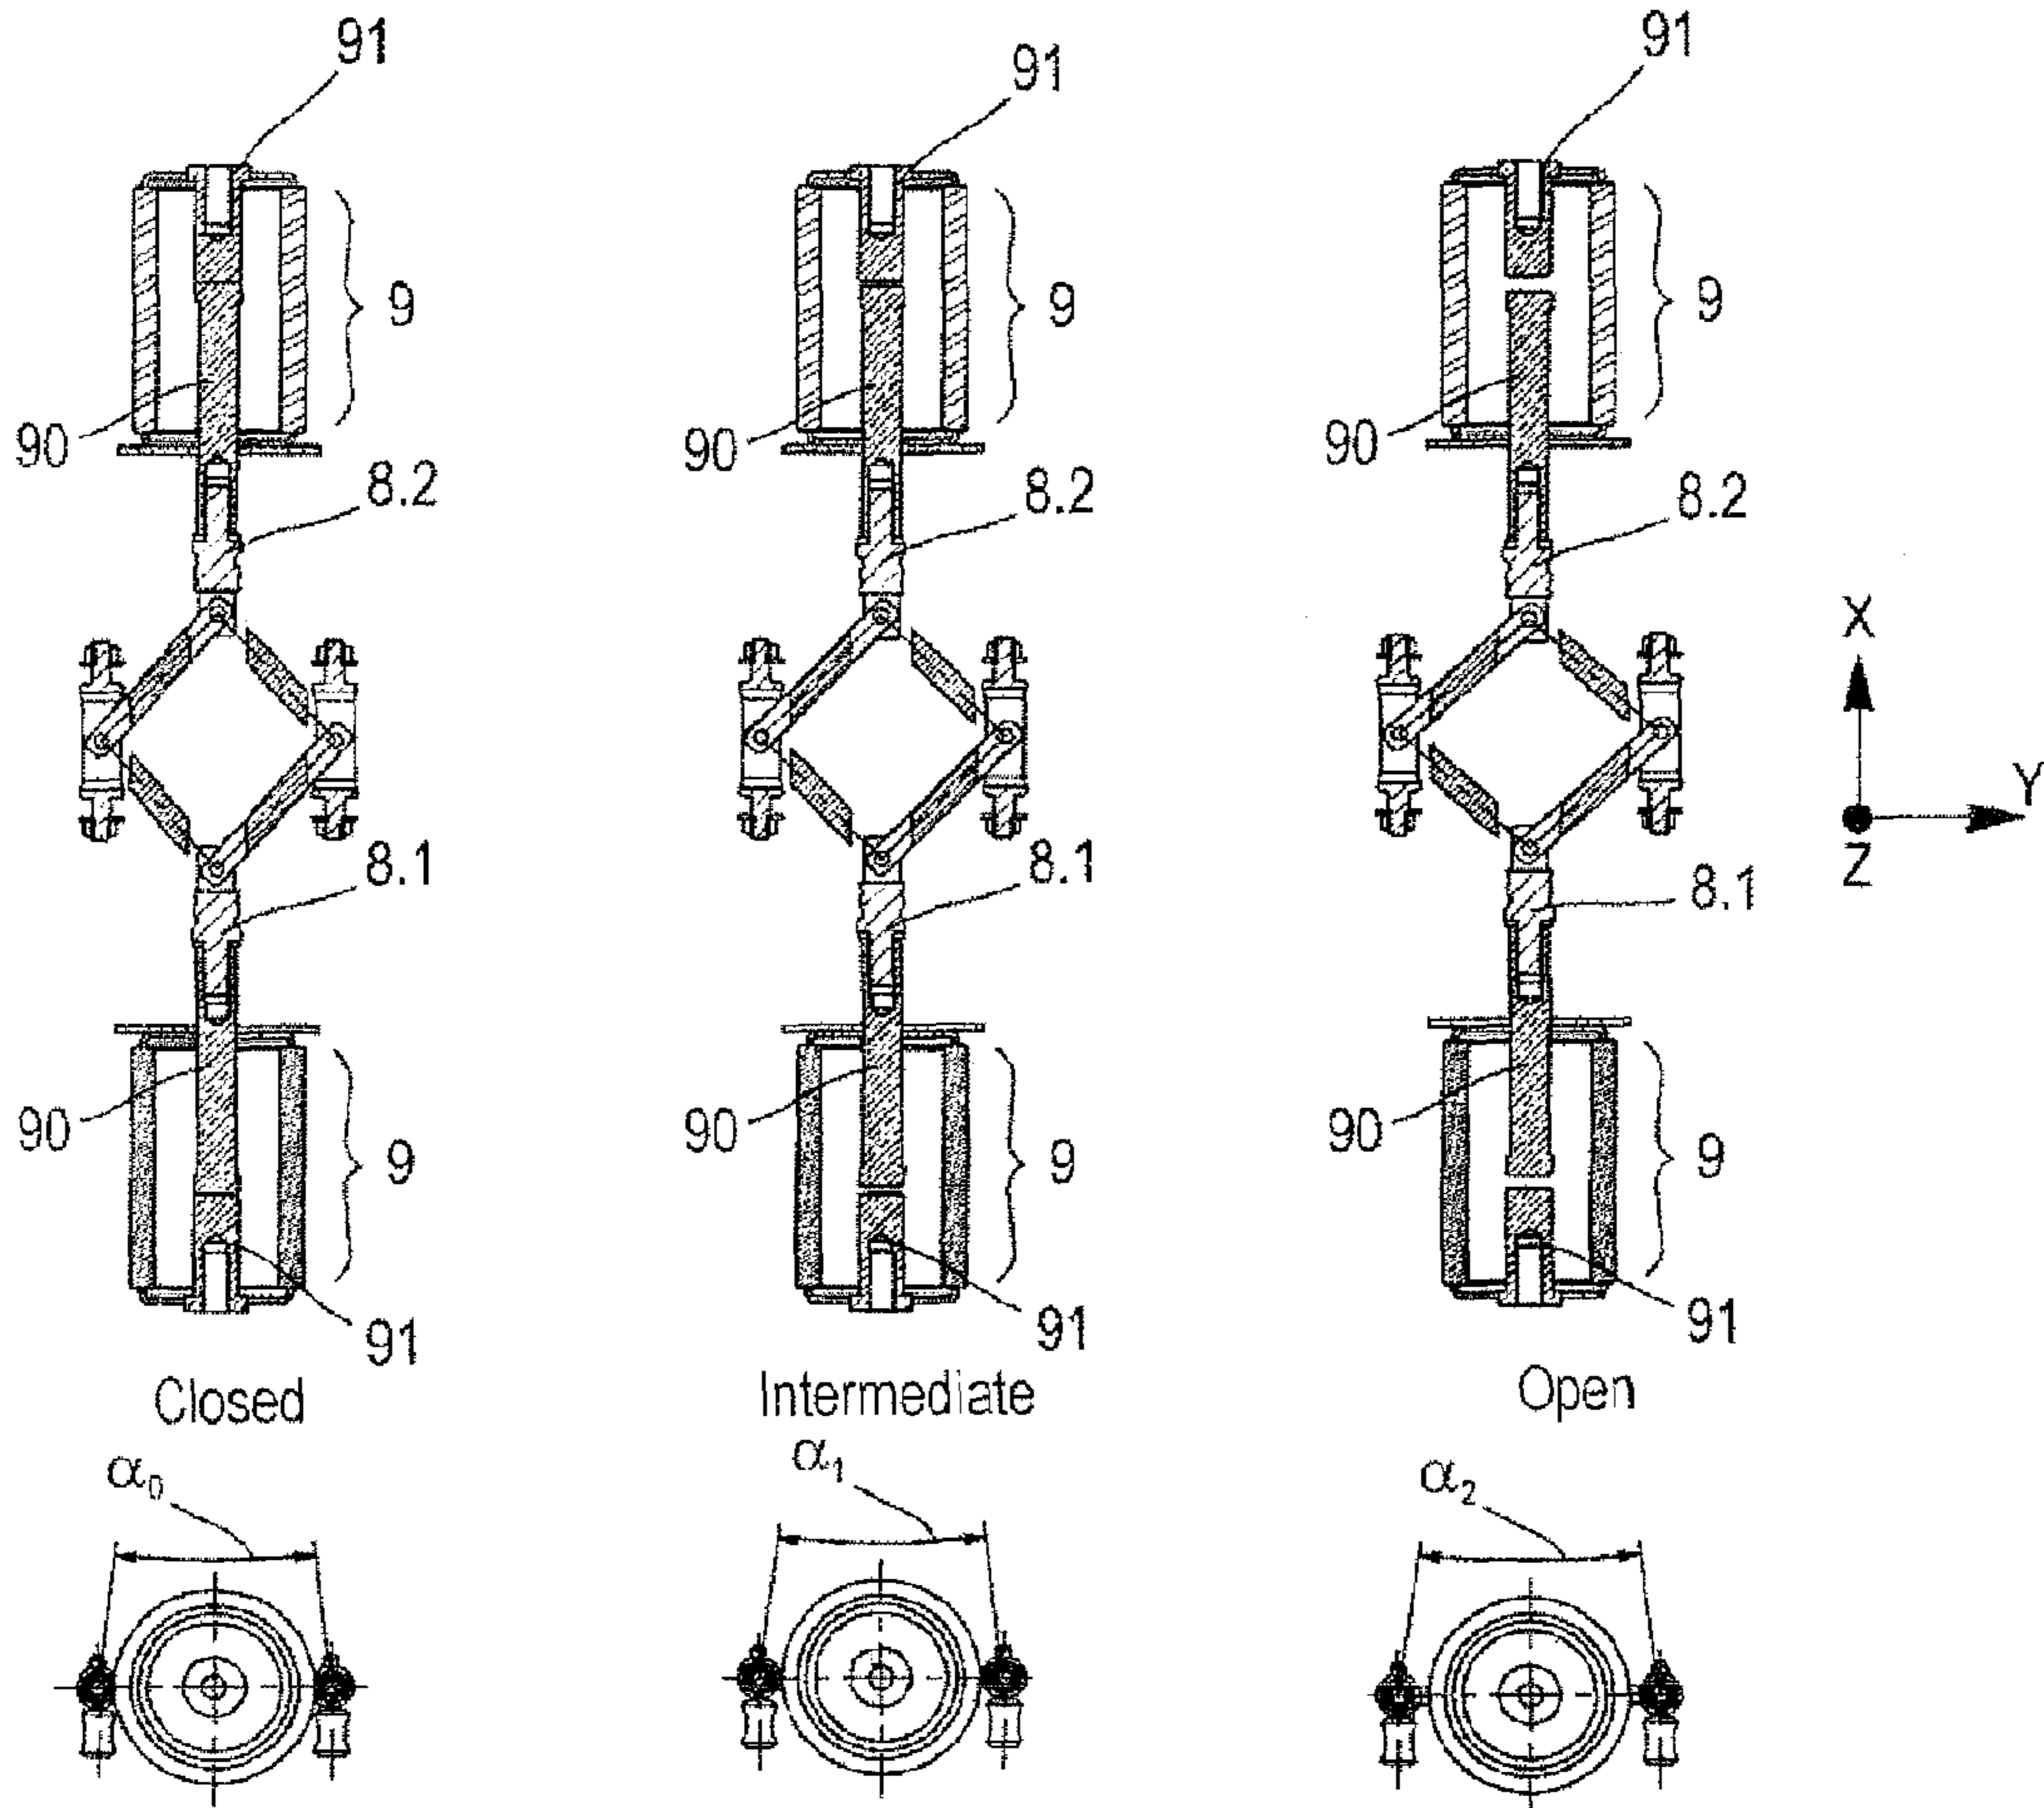 91 91 91
9 9 9
90 90 90
8.2 8.2 8.2
X
Y
Z
8.1 8.1 8.1
90 90 90
9 9 9
91 91 91
Closed Intermediate Open
α₀ α₁ α₂